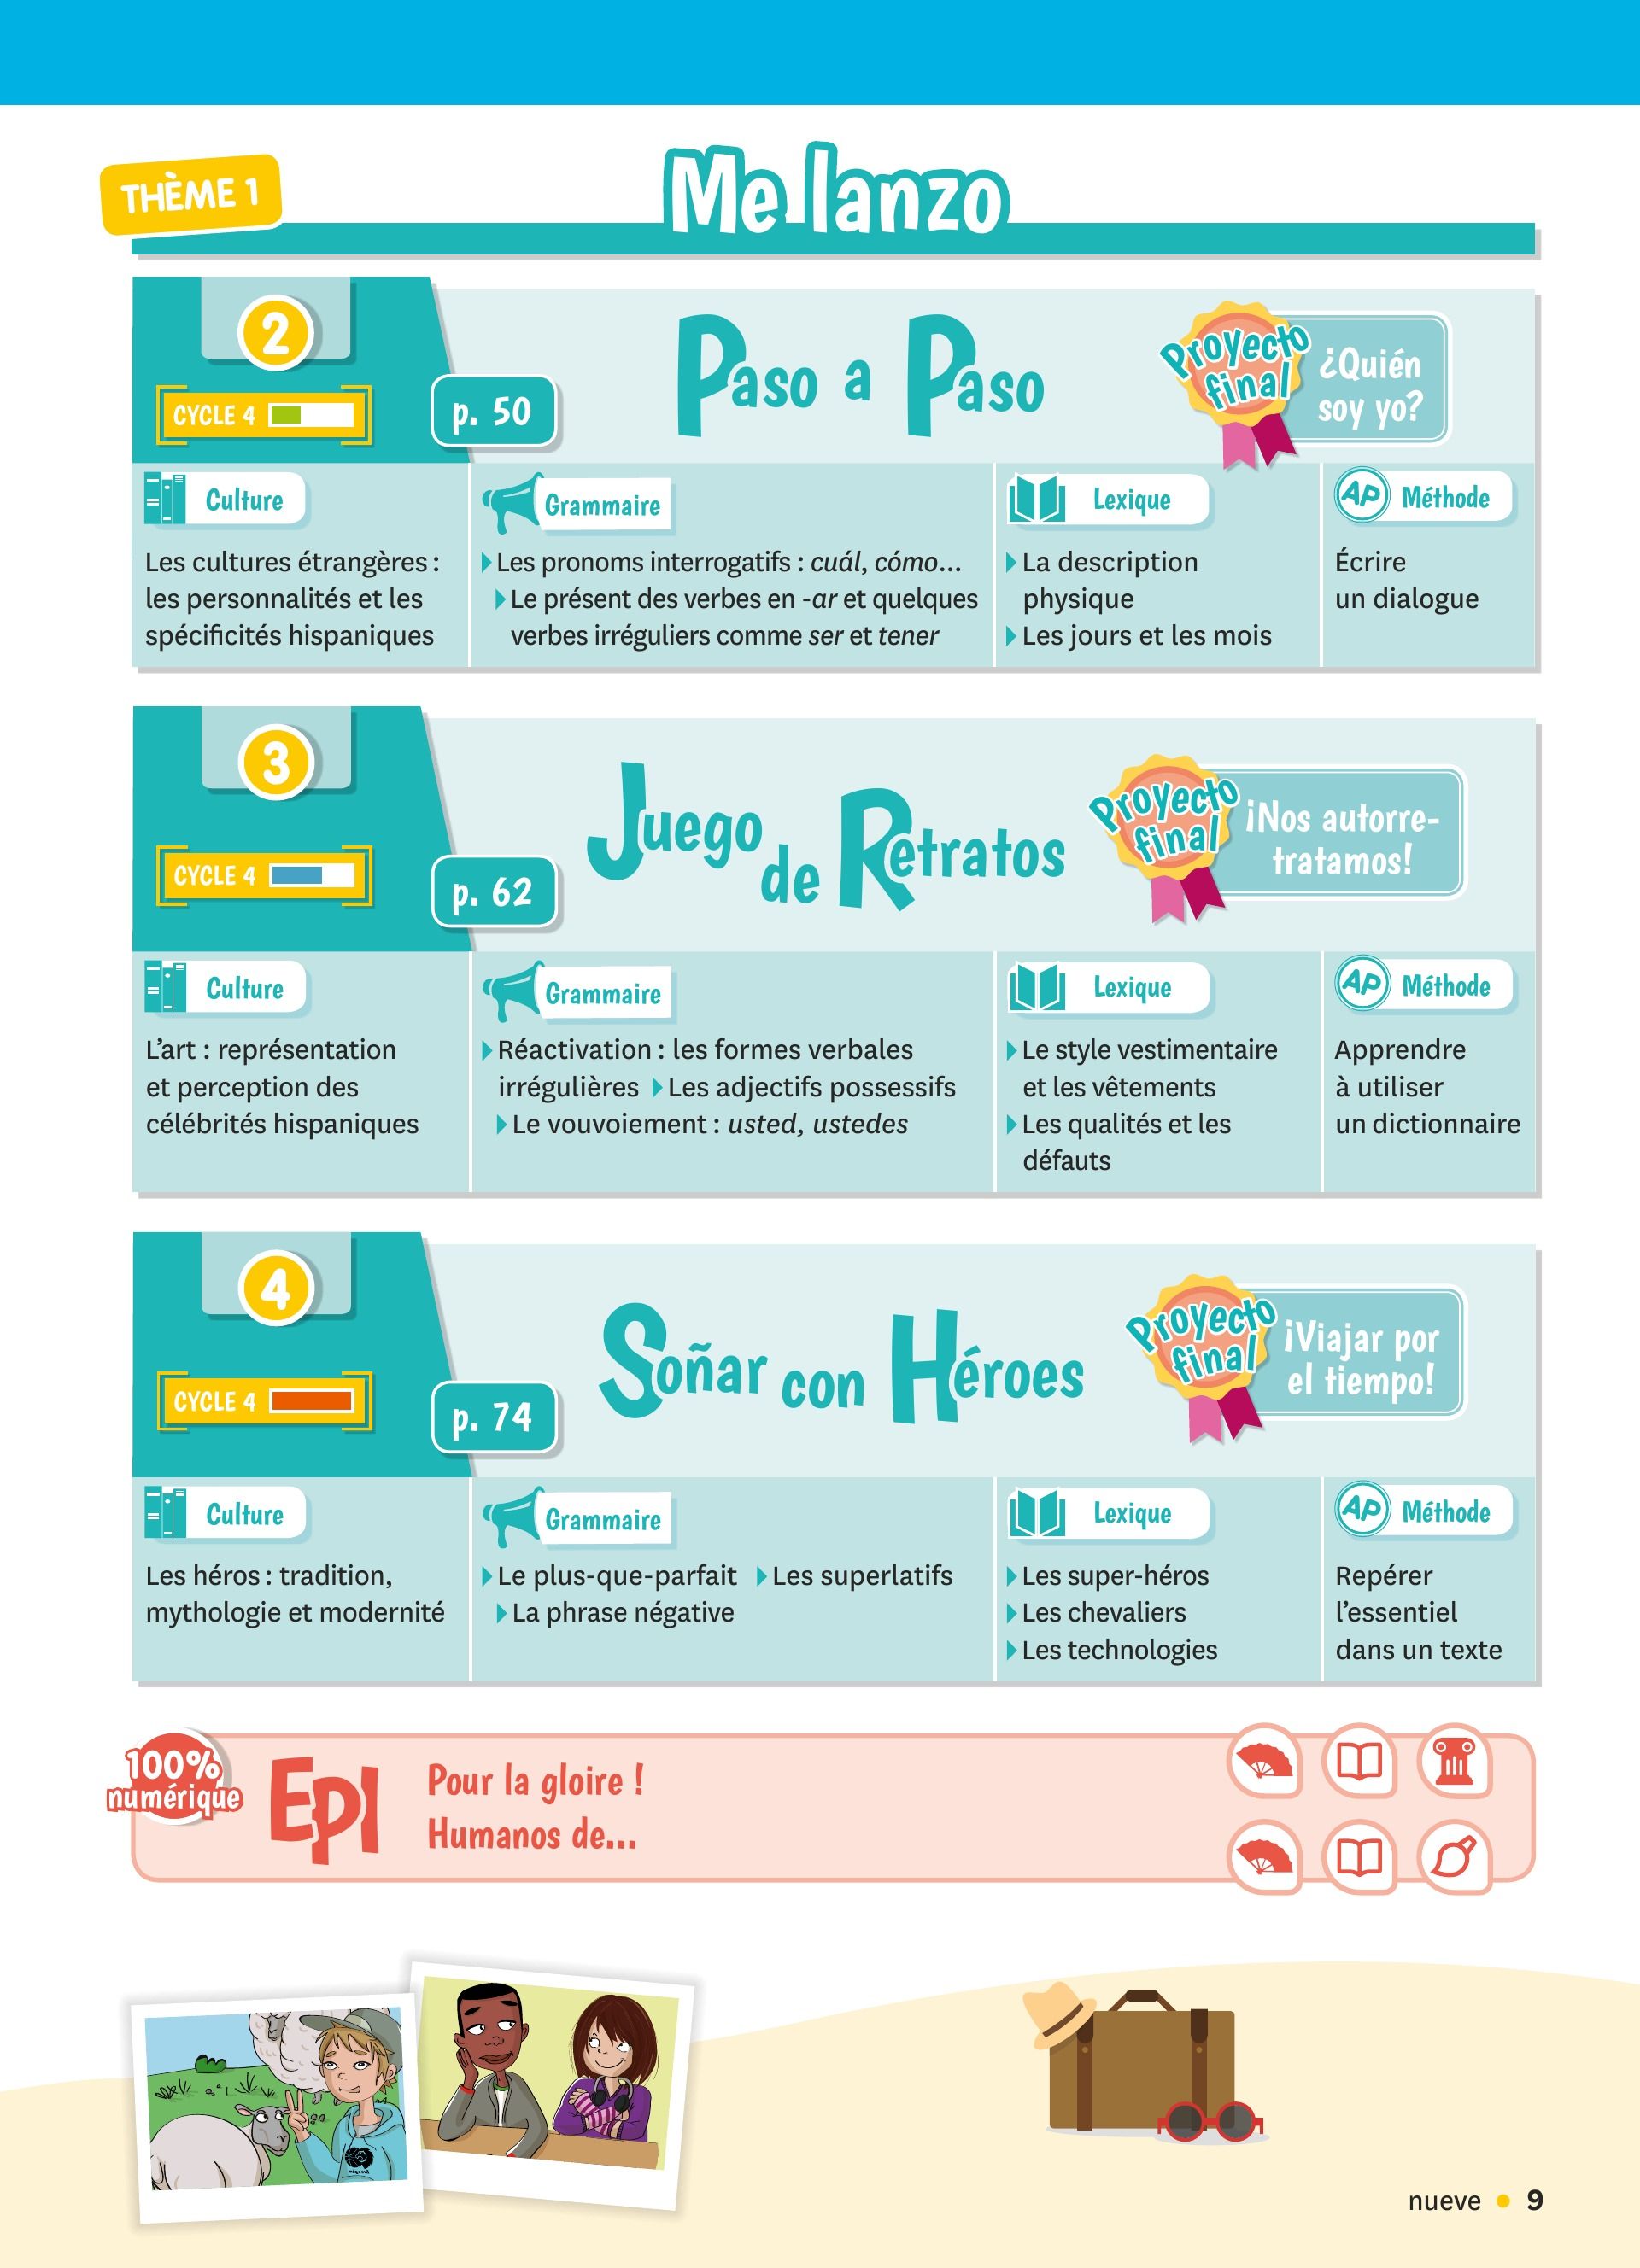 THÈME 1
Me lanzo
2
CYCLE 4
p. 50
Paso a Paso
Proyecto
final
¿Quién
soy yo?
Culture
Les cultures étrangères :
les personnalités et les
spécificités hispaniques
Grammaire
Les pronoms interrogatifs : cuál, cómo...
Le présent des verbes en -ar et quelques
verbes irréguliers comme ser et tener
Lexique
La description
physique
Les jours et les mois
AP Méthode
Écrire
un dialogue
3
CYCLE 4
p. 62
Juego de Retratos
Proyecto
final
¡Nos autorre-
tratamos!
Culture
L’art : représentation
et perception des
célébrités hispaniques
Grammaire
Réactivation : les formes verbales
irrégulières Les adjectifs possessifs
Le vouvoiement : usted, ustedes
Lexique
Le style vestimentaire
et les vêtements
Les qualités et les
défauts
AP Méthode
Apprendre
à utiliser
un dictionnaire
4
CYCLE 4
p. 74
Soñar con Héroes
Proyecto
final
¡Viajar por
el tiempo!
Culture
Les héros : tradition,
mythologie et modernité
Grammaire
Le plus-que-parfait Les superlatifs
La phrase négative
Lexique
Les super-héros
Les chevaliers
Les technologies
AP Méthode
Repérer
l’essentiel
dans un texte
100%
numérique
EpI
Pour la gloire !
Humanos de...
nueve • 9